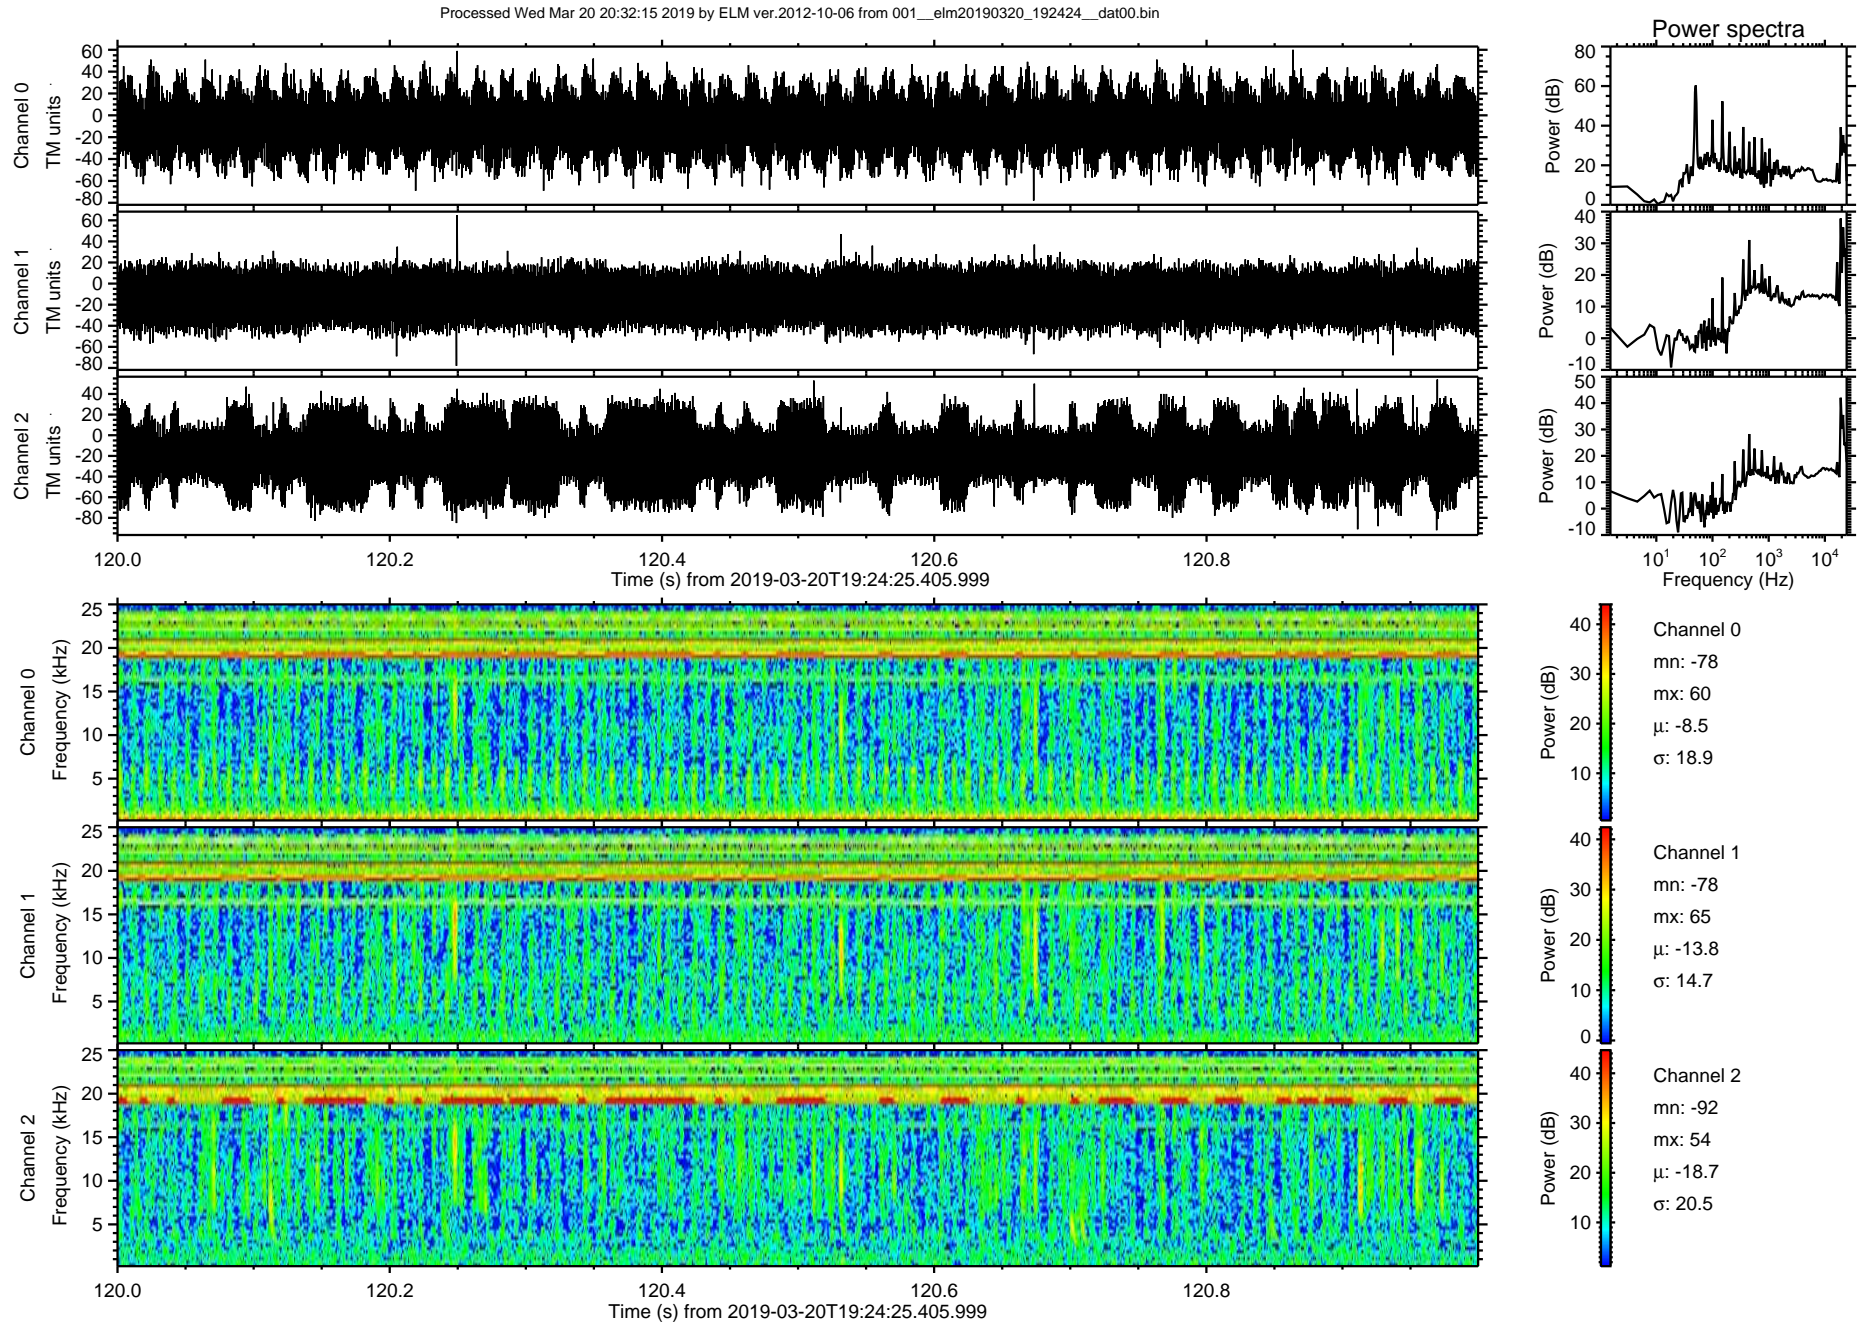 Processed Wed Mar 20 20:32:15 2019 by ELM ver.2012-10-06 from 001__elm20190320_192424__dat00.bin
Power spectra
Channel 0
TM units
60
40
20
0
-20
-40
-60
-80
Power (dB)
80
60
40
20
0
Channel 1
TM units
60
40
20
0
-20
-40
-60
-80
Power (dB)
40
30
20
10
0
-10
Channel 2
TM units
40
20
0
-20
-40
-60
-80
Power (dB)
50
40
30
20
10
0
-10
120.0 120.2 120.4 120.6 120.8
Time (s) from 2019-03-20T19:24:25.405.999
10¹ 10² 10³ 10⁴
Frequency (Hz)
Channel 0
Frequency (kHz)
25
20
15
10
5
Power (dB)
40
30
20
10
Channel 0
mn: -78
mx: 60
µ: -8.5
σ: 18.9
Channel 1
Frequency (kHz)
25
20
15
10
5
Power (dB)
40
30
20
10
0
Channel 1
mn: -78
mx: 65
µ: -13.8
σ: 14.7
Channel 2
Frequency (kHz)
25
20
15
10
5
Power (dB)
40
30
20
10
Channel 2
mn: -92
mx: 54
µ: -18.7
σ: 20.5
120.0 120.2 120.4 120.6 120.8
Time (s) from 2019-03-20T19:24:25.405.999